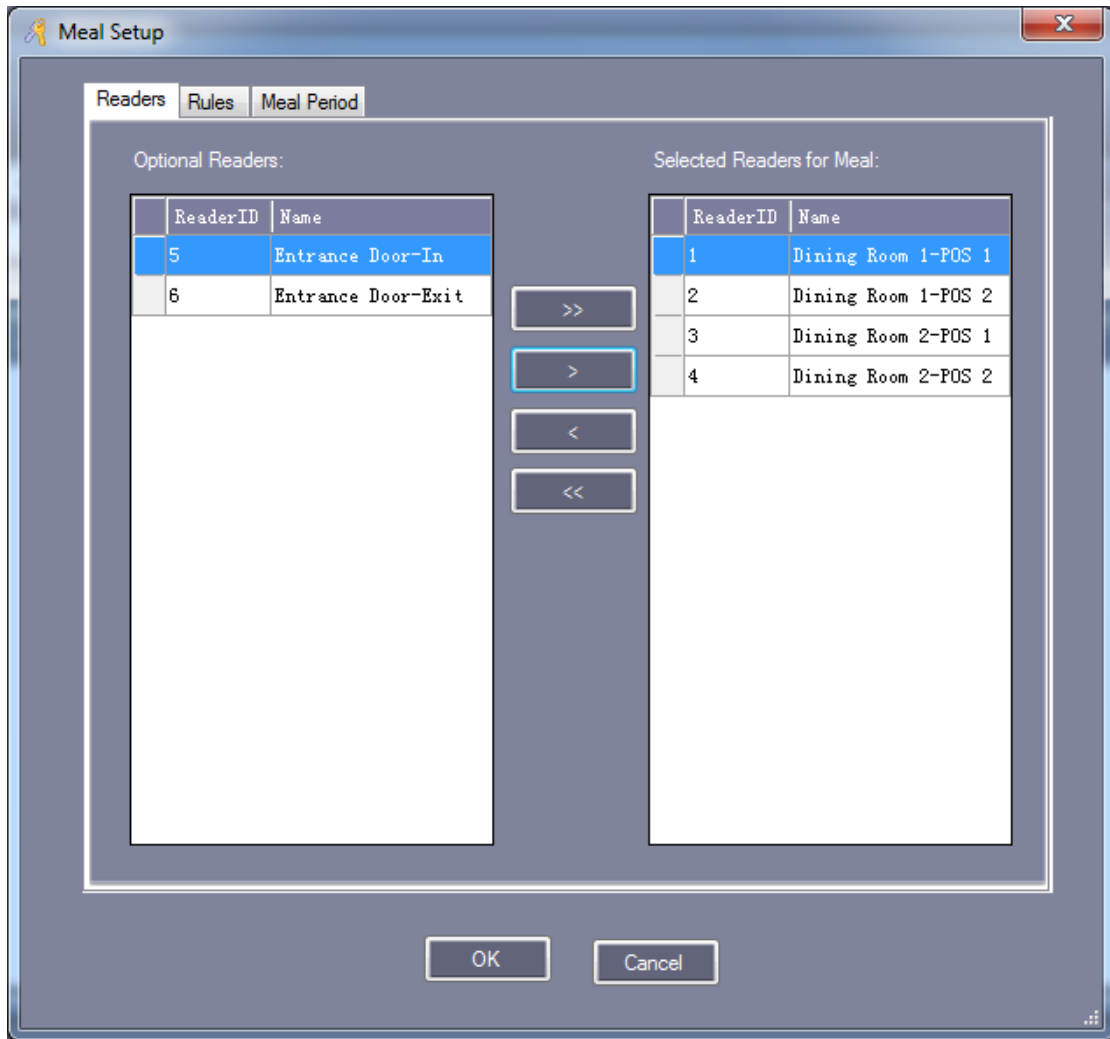 Meal Setup
Readers Rules Meal Period
Optional Readers:
ReaderID Name
5 Entrance Door-In
6 Entrance Door-Exit
>>
>
<
<<
Selected Readers for Meal:
ReaderID Name
1 Dining Room 1-POS 1
2 Dining Room 1-POS 2
3 Dining Room 2-POS 1
4 Dining Room 2-POS 2
OK Cancel